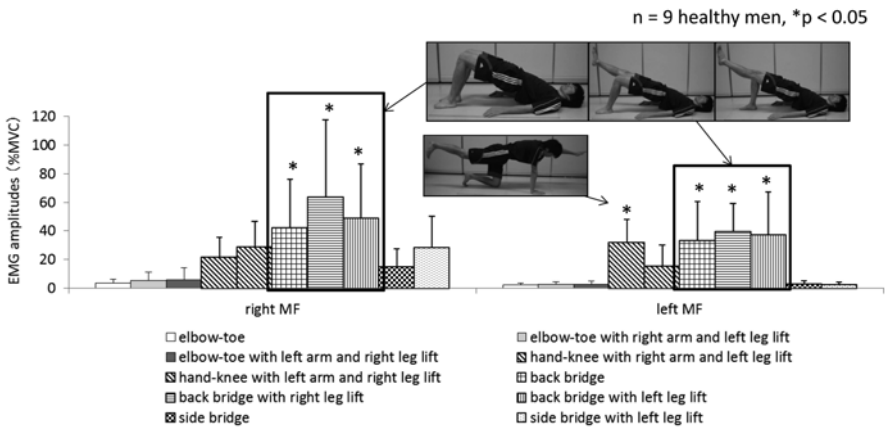 n = 9 healthy men, *p < 0.05
EMG amplitudes (%MVC)
120
100
80
60
40
20
0
* * *
* * * *
right MF left MF
elbow-toe elbow-toe with right arm and left leg lift
elbow-toe with left arm and right leg lift hand-knee with right arm and left leg lift
hand-knee with left arm and right leg lift back bridge
back bridge with right leg lift back bridge with left leg lift
side bridge side bridge with left leg lift